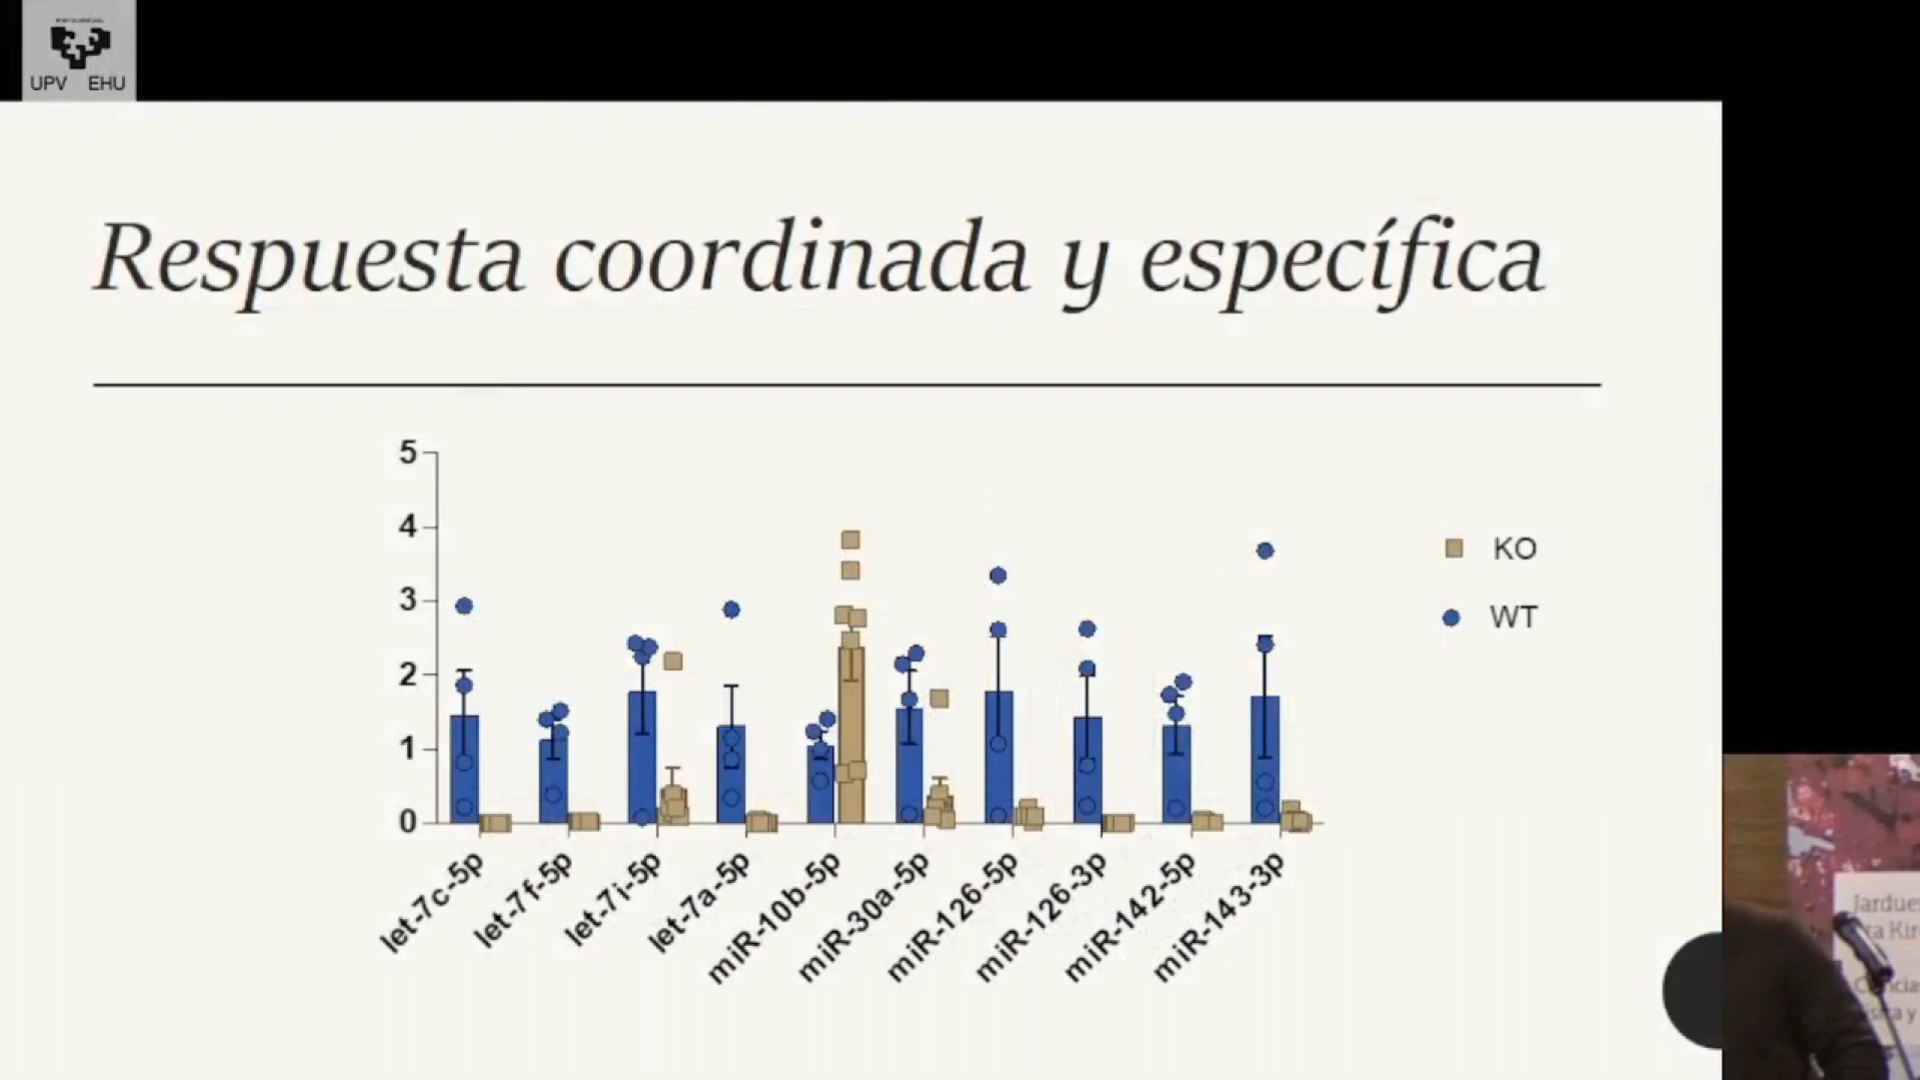 UPV EHU
Respuesta coordinada y específica
5
4
3
2
1
0
KO
WT
let-7c-5p
let-7f-5p
let-7i-5p
let-7a-5p
miR-10b-5p
miR-30a-5p
miR-126-5p
miR-126-3p
miR-142-5p
miR-143-3p